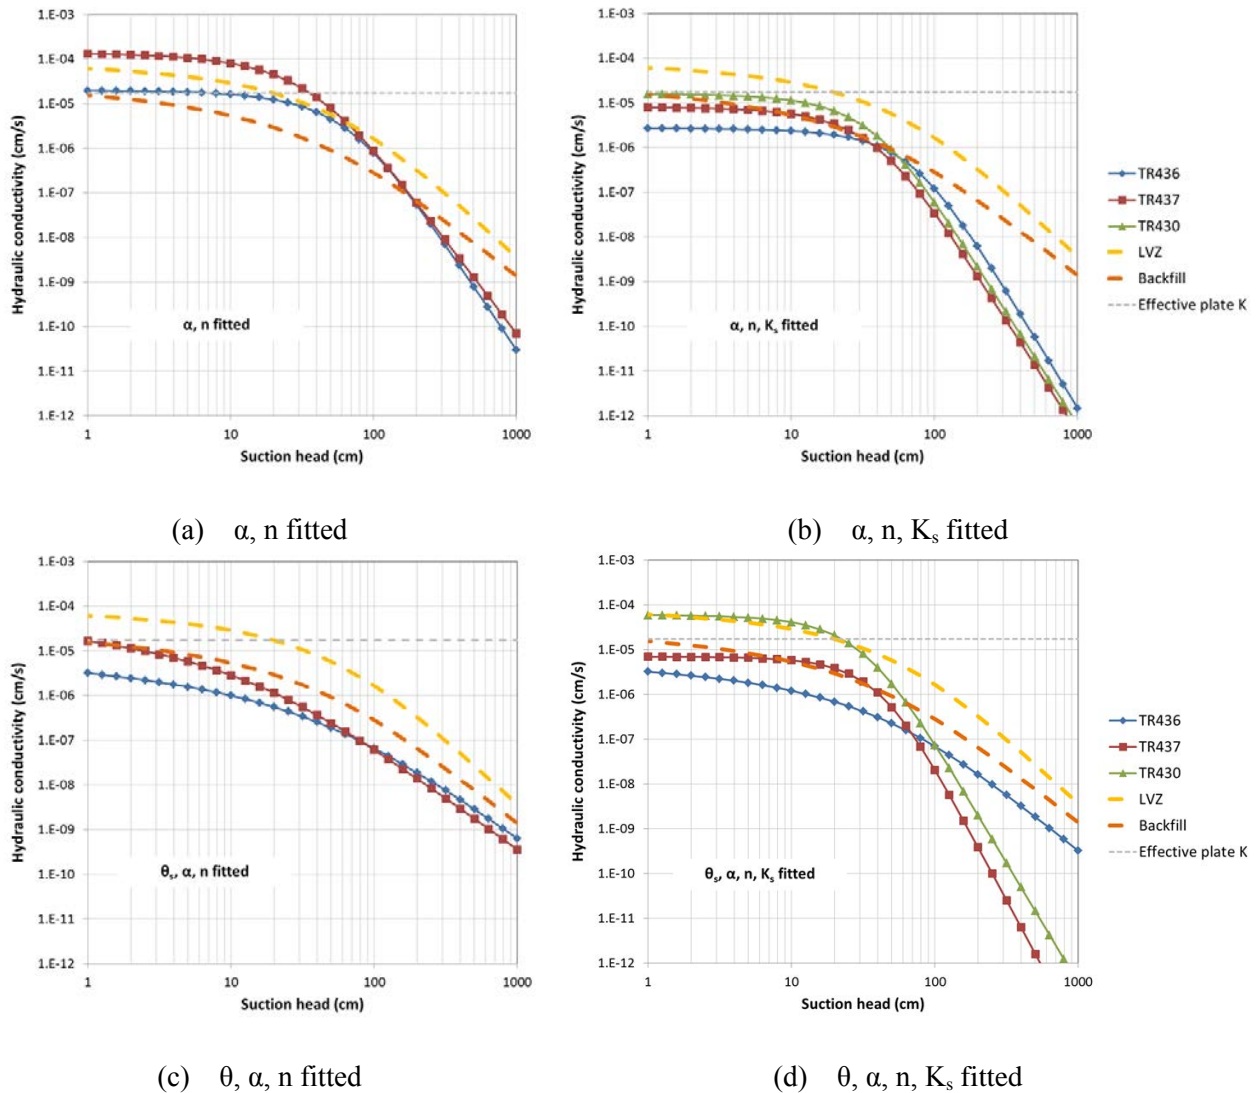 1.E-03
1.E-04
1.E-05
1.E-06
1.E-07
1.E-08
1.E-09
1.E-10
1.E-11
1.E-12
Hydraulic conductivity (cm/s)
α, n fitted
1 10 100 1000
Suction head (cm)
1.E-03
1.E-04
1.E-05
1.E-06
1.E-07
1.E-08
1.E-09
1.E-10
1.E-11
1.E-12
Hydraulic conductivity (cm/s)
α, n, Ks fitted
1 10 100 1000
Suction head (cm)
TR436
TR437
TR430
LVZ
Backfill
Effective plate K
(a) α, n fitted
(b) α, n, Ks fitted
1.E-03
1.E-04
1.E-05
1.E-06
1.E-07
1.E-08
1.E-09
1.E-10
1.E-11
1.E-12
Hydraulic conductivity (cm/s)
θs, α, n fitted
1 10 100 1000
Suction head (cm)
1.E-03
1.E-04
1.E-05
1.E-06
1.E-07
1.E-08
1.E-09
1.E-10
1.E-11
1.E-12
Hydraulic conductivity (cm/s)
θs, α, n, Ks fitted
1 10 100 1000
Suction head (cm)
TR436
TR437
TR430
LVZ
Backfill
Effective plate K
(c) θ, α, n fitted
(d) θ, α, n, Ks fitted